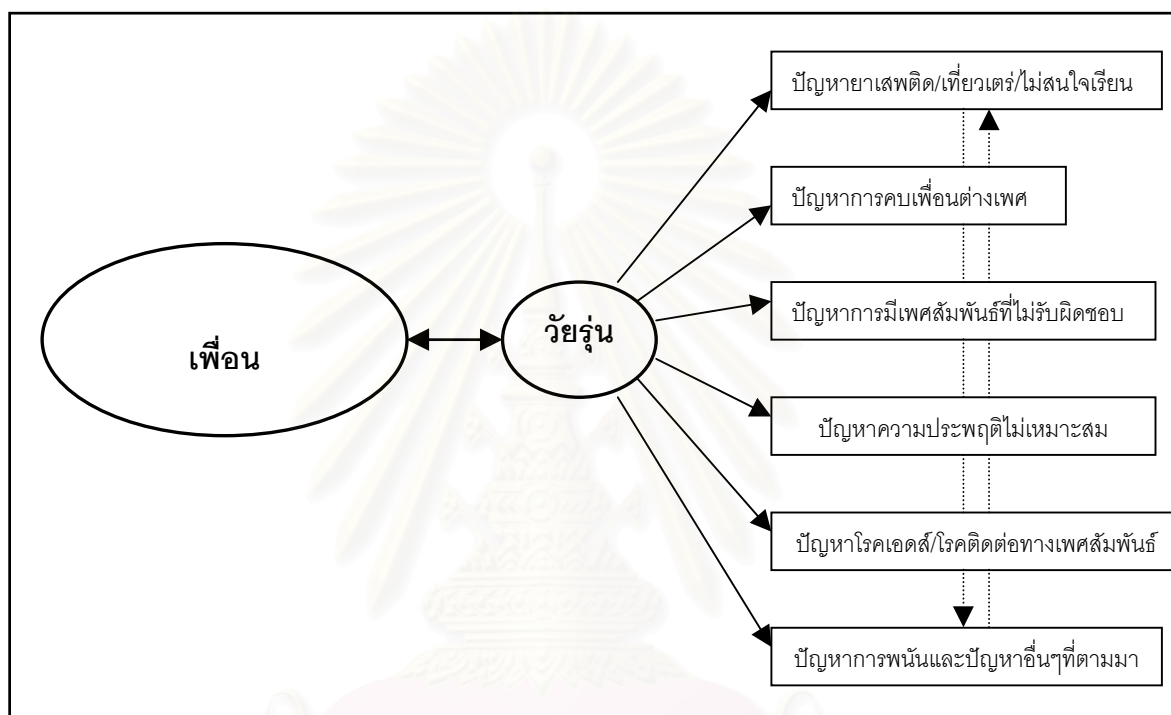 ปัญหายาเสพติด/เที่ยวเตร่/ไม่สนใจเรียน
ปัญหาการคบเพื่อนต่างเพศ
ปัญหาการมีเพศสัมพันธ์ที่ไม่รับผิดชอบ
วัยรุ่น
เพื่อน
ปัญหาความประพฤติไม่เหมาะสม
ปัญหาโรคเอดส์/โรคติดต่อทางเพศสัมพันธ์
ปัญหาการพนันและปัญหาอื่นๆที่ตามมา